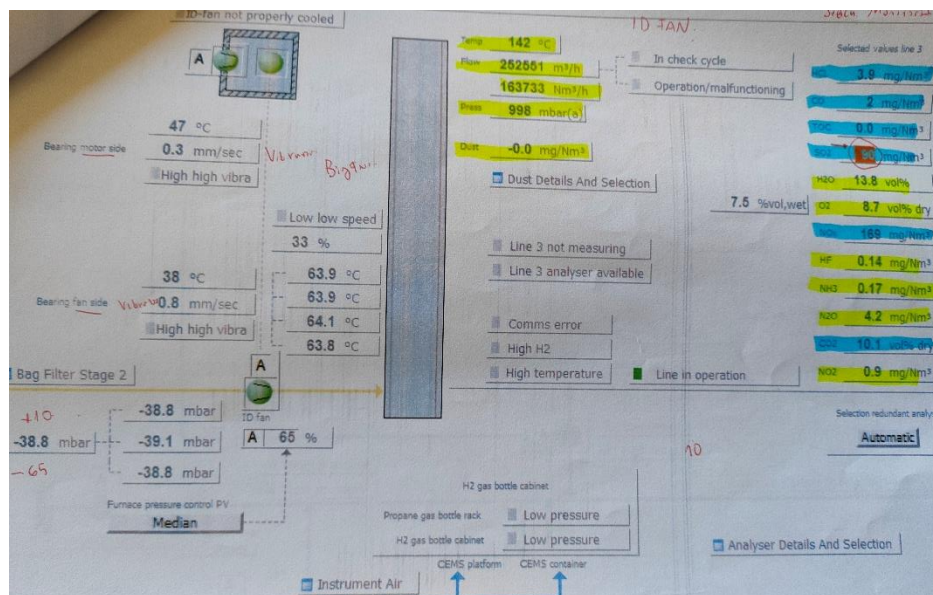 ID-fan not properly cooled
A
47 °C
Bearing motor side
0.3 mm/sec
High high vibra
Low low speed
33 %
63.9 °C
63.9 °C
64.1 °C
63.8 °C
38 °C
Bearing fan side
0.8 mm/sec
High high vibra
Bag Filter Stage 2
A
ID fan
A 65 %
+10
-38.8 mbar
-65
-38.8 mbar
-39.1 mbar
-38.8 mbar
Furnace pressure control PV
Median
ID FAN
Temp 142 °C
Flow 252551 m³/h
163733 Nm³/h
Press 998 mbar(a)
Dust -0.0 mg/Nm³
In check cycle
Operation/malfunctioning
Dust Details And Selection
Line 3 not measuring
Line 3 analyser available
Comms error
High H2
High temperature
Line in operation
Selected values line 3
HCl 3.9 mg/Nm³
CO 2 mg/Nm³
TOC 0.0 mg/Nm³
SO2 90 mg/Nm³
H2O 13.8 vol%
7.5 %vol,wet
O2 8.7 vol% dry
NOx 169 mg/Nm³
HF 0.14 mg/Nm³
NH3 0.17 mg/Nm³
N2O 4.2 mg/Nm³
CO2 10.1 vol% dry
NO2 0.9 mg/Nm³
Selection redundant analys
Automatic
10
H2 gas bottle cabinet
Propane gas bottle rack
Low pressure
H2 gas bottle cabinet
Low pressure
CEMS platform
CEMS container
Instrument Air
Analyser Details And Selection